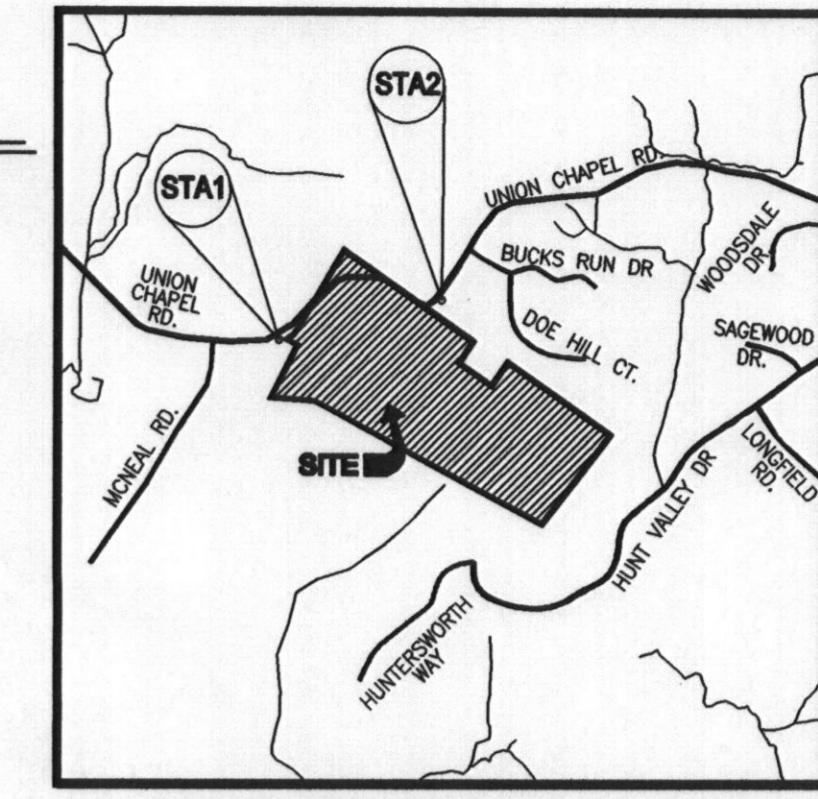 STA2
STA1
UNION CHAPEL RD.
UNION
CHAPEL
RD.
BUCKS RUN DR
WOODSDALE
DR.
DOE HILL CT.
SAGEWOOD
DR.
MCNEAL RD.
SITE
LONGFIELD
RD.
HUNT VALLEY DR
HUNTERSWORTH
WAY